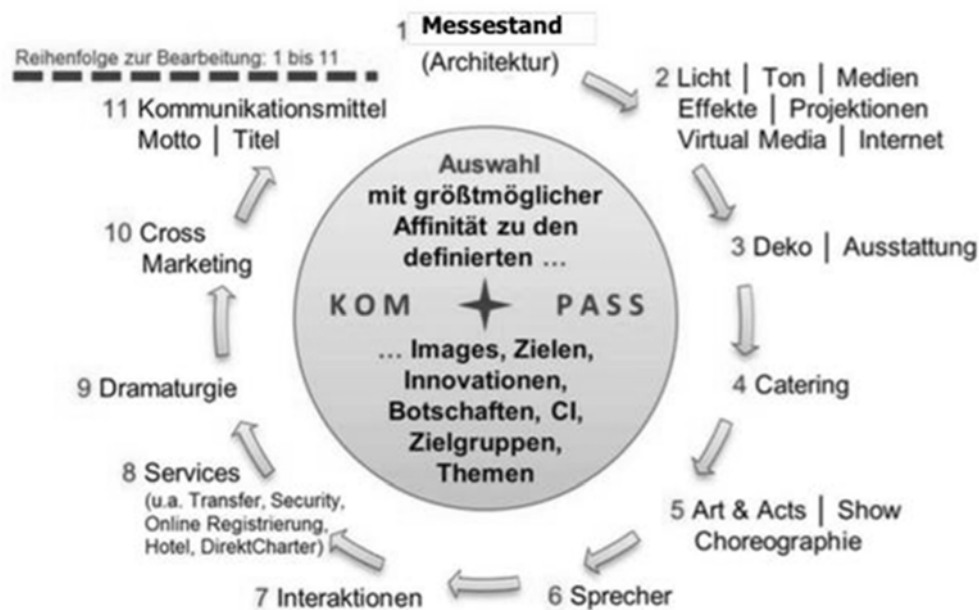 1 Messestand
(Architektur)
Reihenfolge zur Bearbeitung: 1 bis 11
2 Licht | Ton | Medien
Effekte | Projektionen
Virtual Media | Internet
3 Deko | Ausstattung
4 Catering
5 Art & Acts | Show
Choreographie
6 Sprecher
7 Interaktionen
8 Services
(u.a. Transfer, Security,
Online Registrierung,
Hotel, DirektCharter)
9 Dramaturgie
10 Cross
Marketing
11 Kommunikationsmittel
Motto | Titel
Auswahl
mit größtmöglicher
Affinität zu den
definierten ...
KOM PASS
... Images, Zielen,
Innovationen,
Botschaften, CI,
Zielgruppen,
Themen